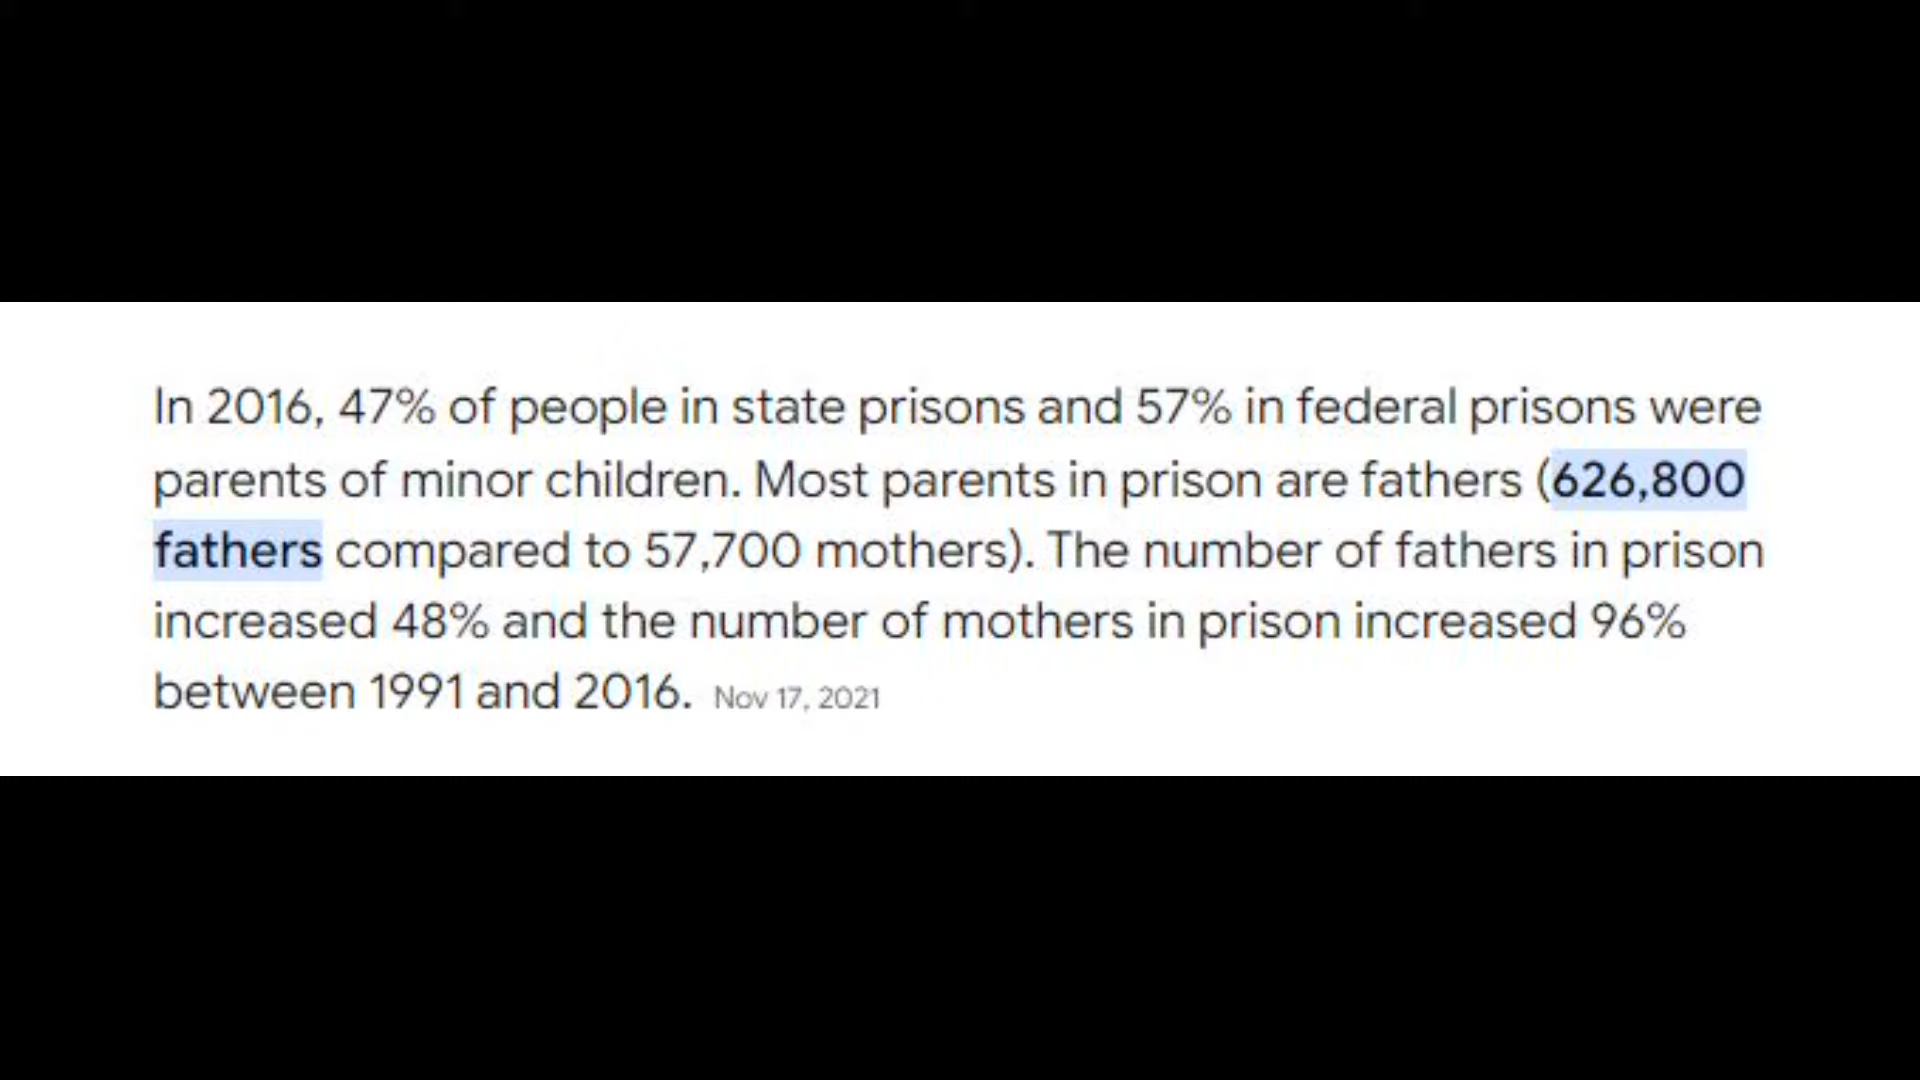 In 2016, 47% of people in state prisons and 57% in federal prisons were
parents of minor children. Most parents in prison are fathers (626,800
fathers compared to 57,700 mothers). The number of fathers in prison
increased 48% and the number of mothers in prison increased 96%
between 1991 and 2016. Nov 17, 2021